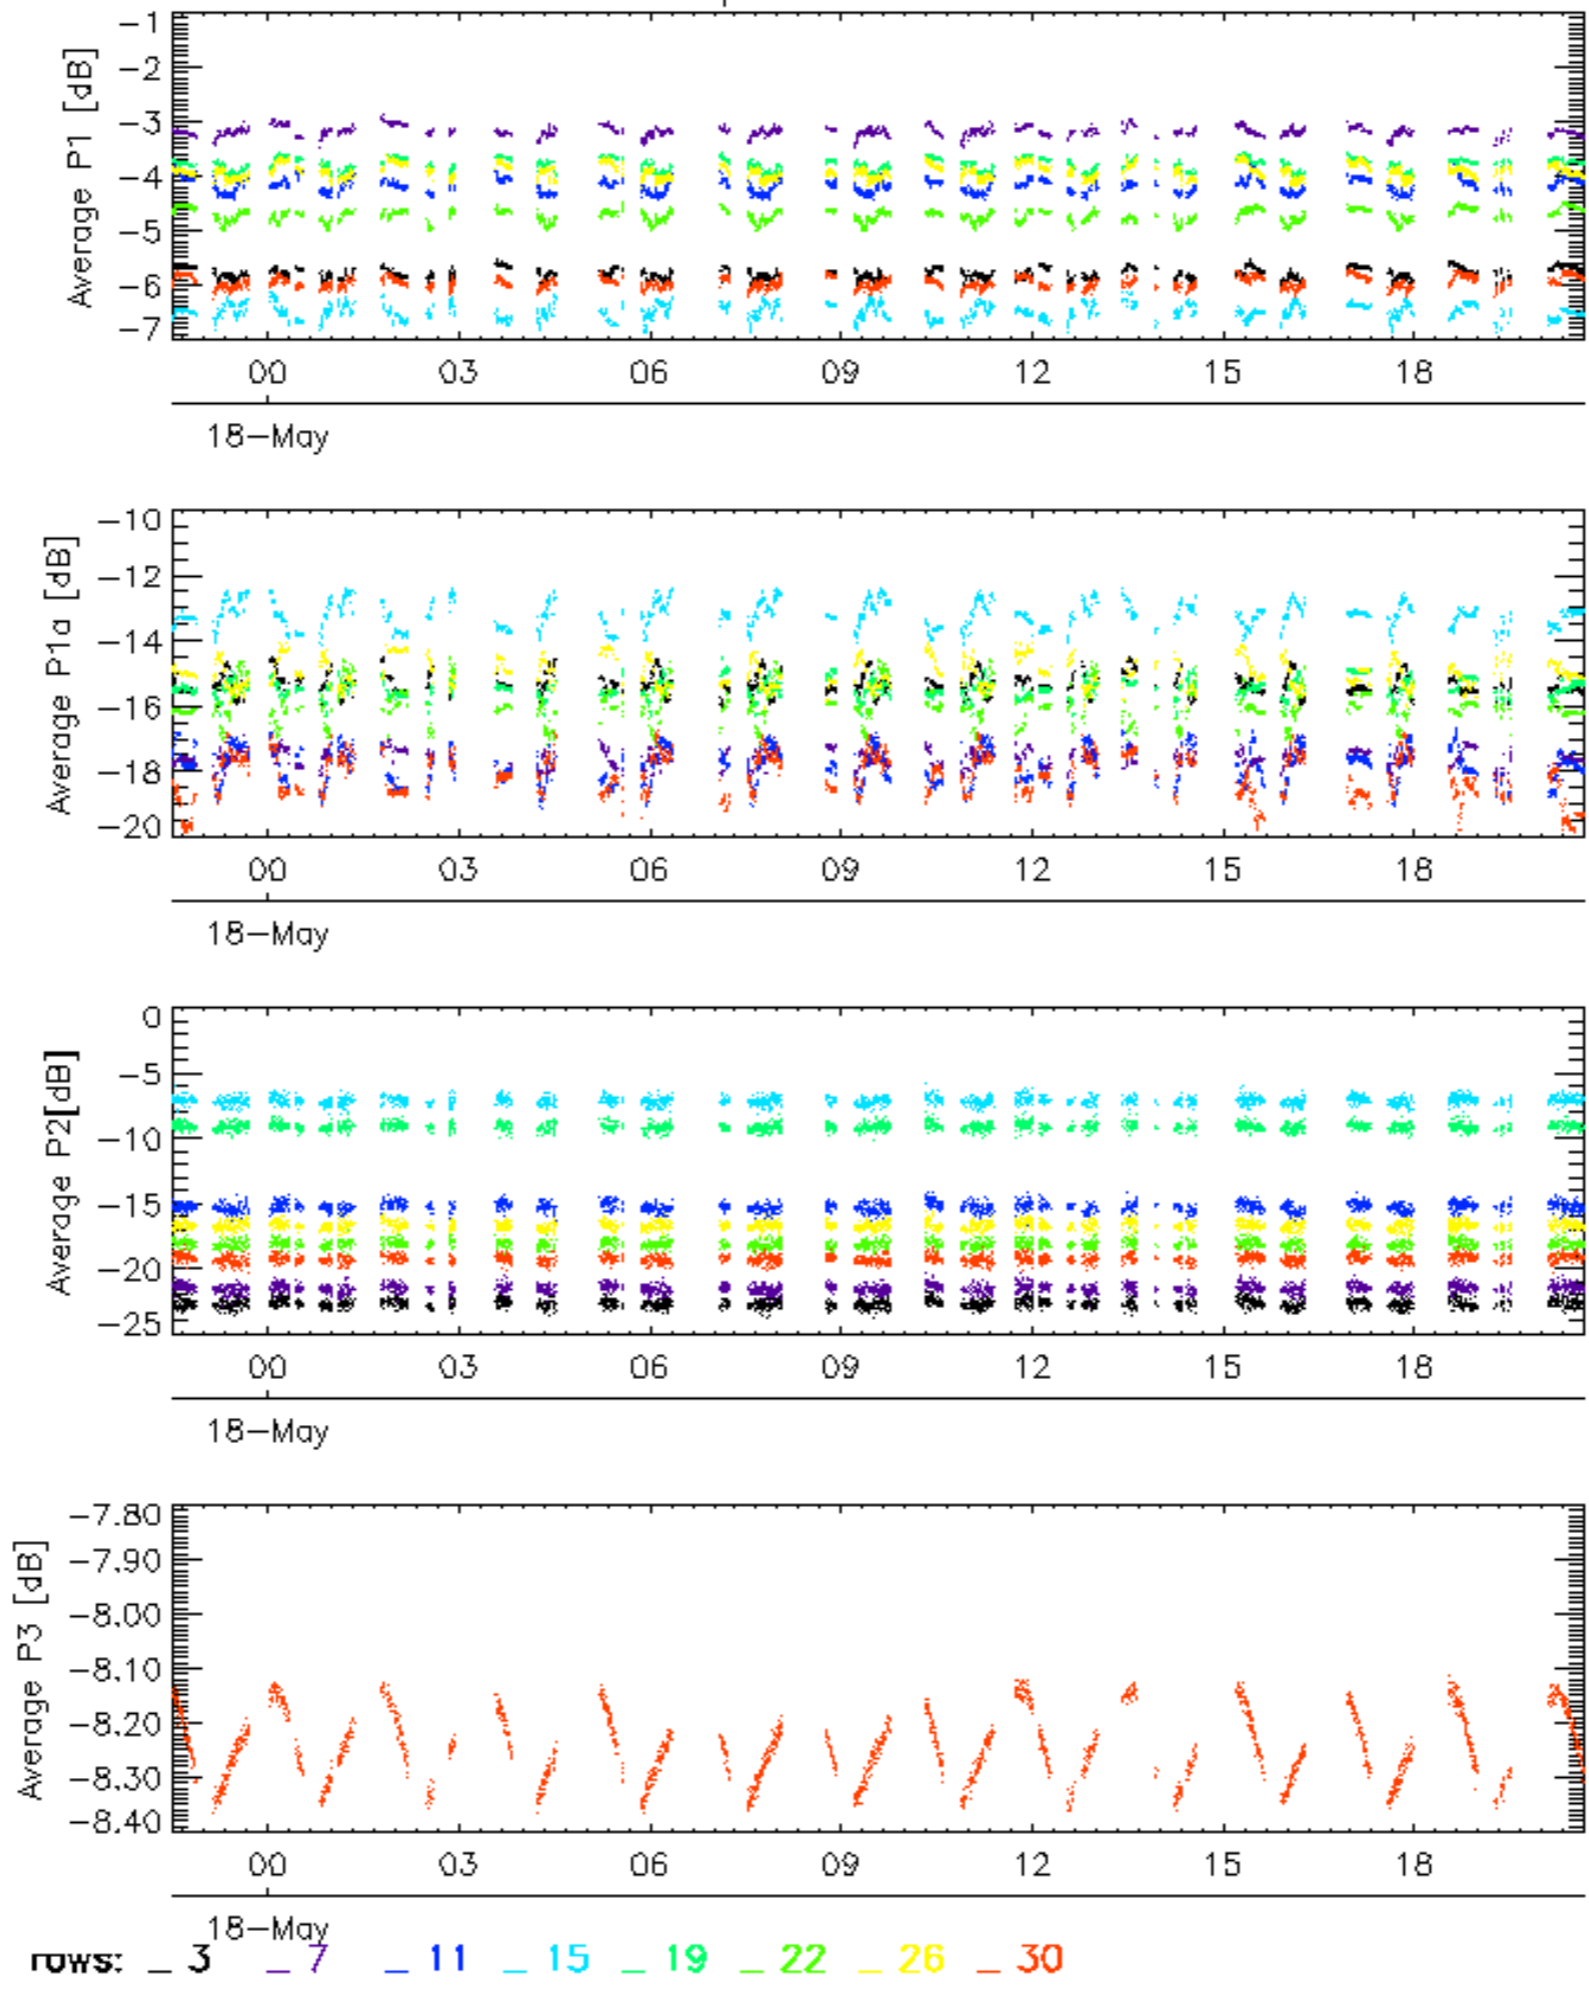 Average P1 [dB]
-1
-2
-3
-4
-5
-6
-7
00 03 06 09 12 15 18
18-May
Average P1a [dB]
-10
-12
-14
-16
-18
-20
00 03 06 09 12 15 18
18-May
Average P2[dB]
0
-5
-10
-15
-20
-25
00 03 06 09 12 15 18
18-May
Average P3 [dB]
-7.80
-7.90
-8.00
-8.10
-8.20
-8.30
-8.40
00 03 06 09 12 15 18
18-May
rows: _ 3 _ 7 _ 11 _ 15 _ 19 _ 22 _ 26 _ 30